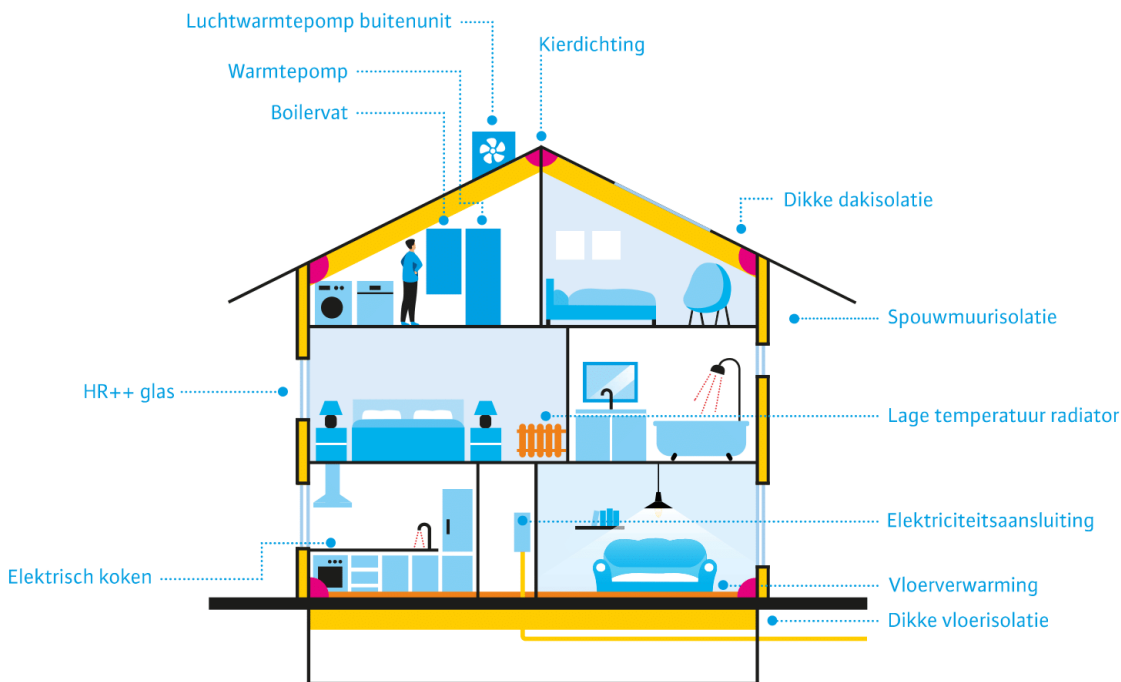 Luchtwarmtepomp buitenunit
Kierdichting
Warmtepomp
Boilervat
Dikke dakisolatie
Spouwmuurisolatie
HR++ glas
Lage temperatuur radiator
Elektriciteitsaansluiting
Elektrisch koken
Vloerverwarming
Dikke vloerisolatie